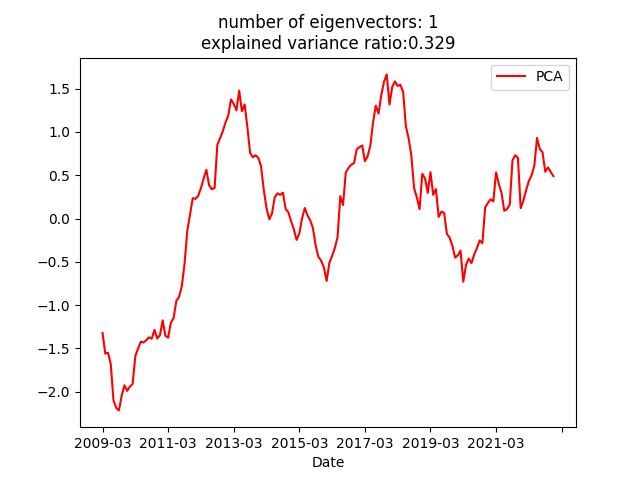 number of eigenvectors: 1
explained variance ratio:0.329
PCA
1.5
1.0
0.5
0.0
−0.5
−1.0
−1.5
−2.0
2009-03 2011-03 2013-03 2015-03 2017-03 2019-03 2021-03
Date